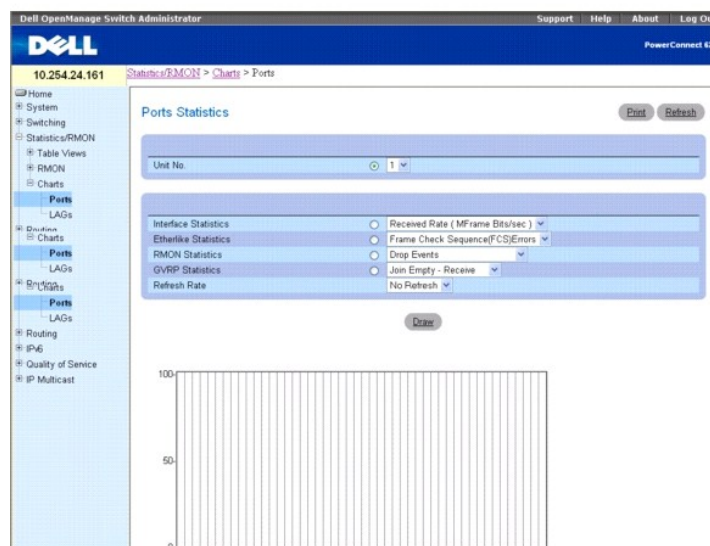 Dell OpenManage Switch Administrator
Support Help About Log Ou
DELL
PowerConnect 62
10.254.24.161
Statistics/RMON > Charts > Ports
Home
System
Switching
Statistics/RMON
Table Views
RMON
Charts
Ports
LAGs
Routing
Charts
Ports
LAGs
Routing
Charts
Ports
LAGs
Routing
IPv6
Quality of Service
IP Multicast
Ports Statistics
Print Refresh
Unit No. 1
Interface Statistics Received Rate ( MFrame Bits/sec )
Etherlike Statistics Frame Check Sequence(FCS)Errors
RMON Statistics Drop Events
GVRP Statistics Join Empty - Receive
Refresh Rate No Refresh
Draw
100
50
0